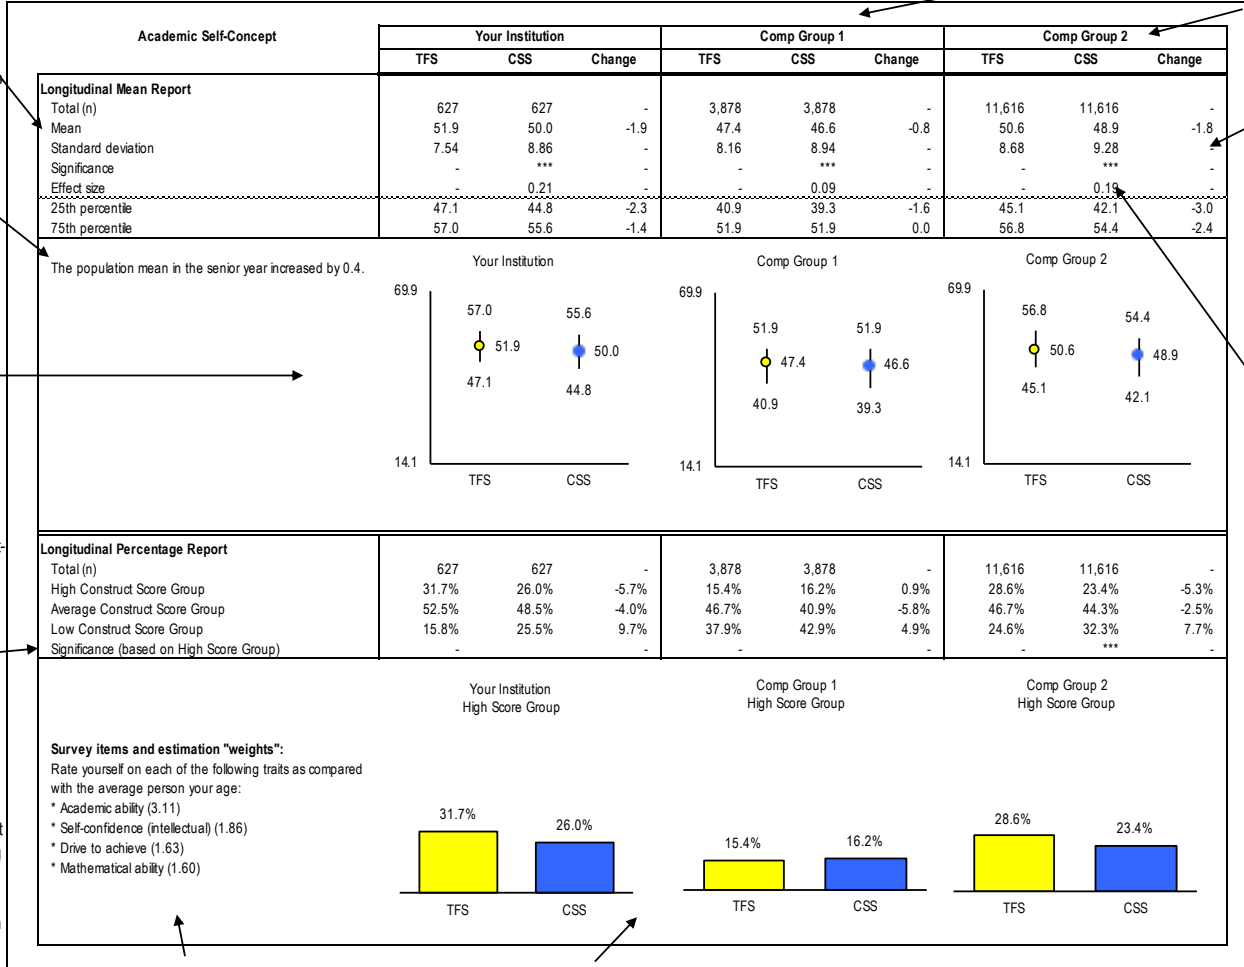 Academic Self-Concept Your Institution Comp Group 1 Comp Group 2
TFS CSS Change TFS CSS Change TFS CSS Change
Longitudinal Mean Report
Total (n) 627 627 - 3,878 3,878 - 11,616 11,616 -
Mean 51.9 50.0 -1.9 47.4 46.6 -0.8 50.6 48.9 -1.8
Standard deviation 7.54 8.86 - 8.16 8.94 - 8.68 9.28 -
Significance - *** - - *** - - *** -
Effect size - 0.21 - - 0.09 - - 0.19 -
25th percentile 47.1 44.8 -2.3 40.9 39.3 -1.6 45.1 42.1 -3.0
75th percentile 57.0 55.6 -1.4 51.9 51.9 0.0 56.8 54.4 -2.4
The population mean in the senior year increased by 0.4.
Your Institution
69.9
57.0 55.6
51.9 50.0
47.1 44.8
14.1
TFS CSS
Comp Group 1
69.9
51.9 51.9
47.4 46.6
40.9 39.3
14.1
TFS CSS
Comp Group 2
69.9
56.8 54.4
50.6 48.9
45.1 42.1
14.1
TFS CSS
Longitudinal Percentage Report
Total (n) 627 627 - 3,878 3,878 - 11,616 11,616 -
High Construct Score Group 31.7% 26.0% -5.7% 15.4% 16.2% 0.9% 28.6% 23.4% -5.3%
Average Construct Score Group 52.5% 48.5% -4.0% 46.7% 40.9% -5.8% 46.7% 44.3% -2.5%
Low Construct Score Group 15.8% 25.5% 9.7% 37.9% 42.9% 4.9% 24.6% 32.3% 7.7%
Significance (based on High Score Group) - - - - - *** -
Survey items and estimation "weights":
Rate yourself on each of the following traits as compared
with the average person your age:
* Academic ability (3.11)
* Self-confidence (intellectual) (1.86)
* Drive to achieve (1.63)
* Mathematical ability (1.60)
Your Institution
High Score Group
31.7% 26.0%
TFS CSS
Comp Group 1
High Score Group
15.4% 16.2%
TFS CSS
Comp Group 2
High Score Group
28.6% 23.4%
TFS CSS